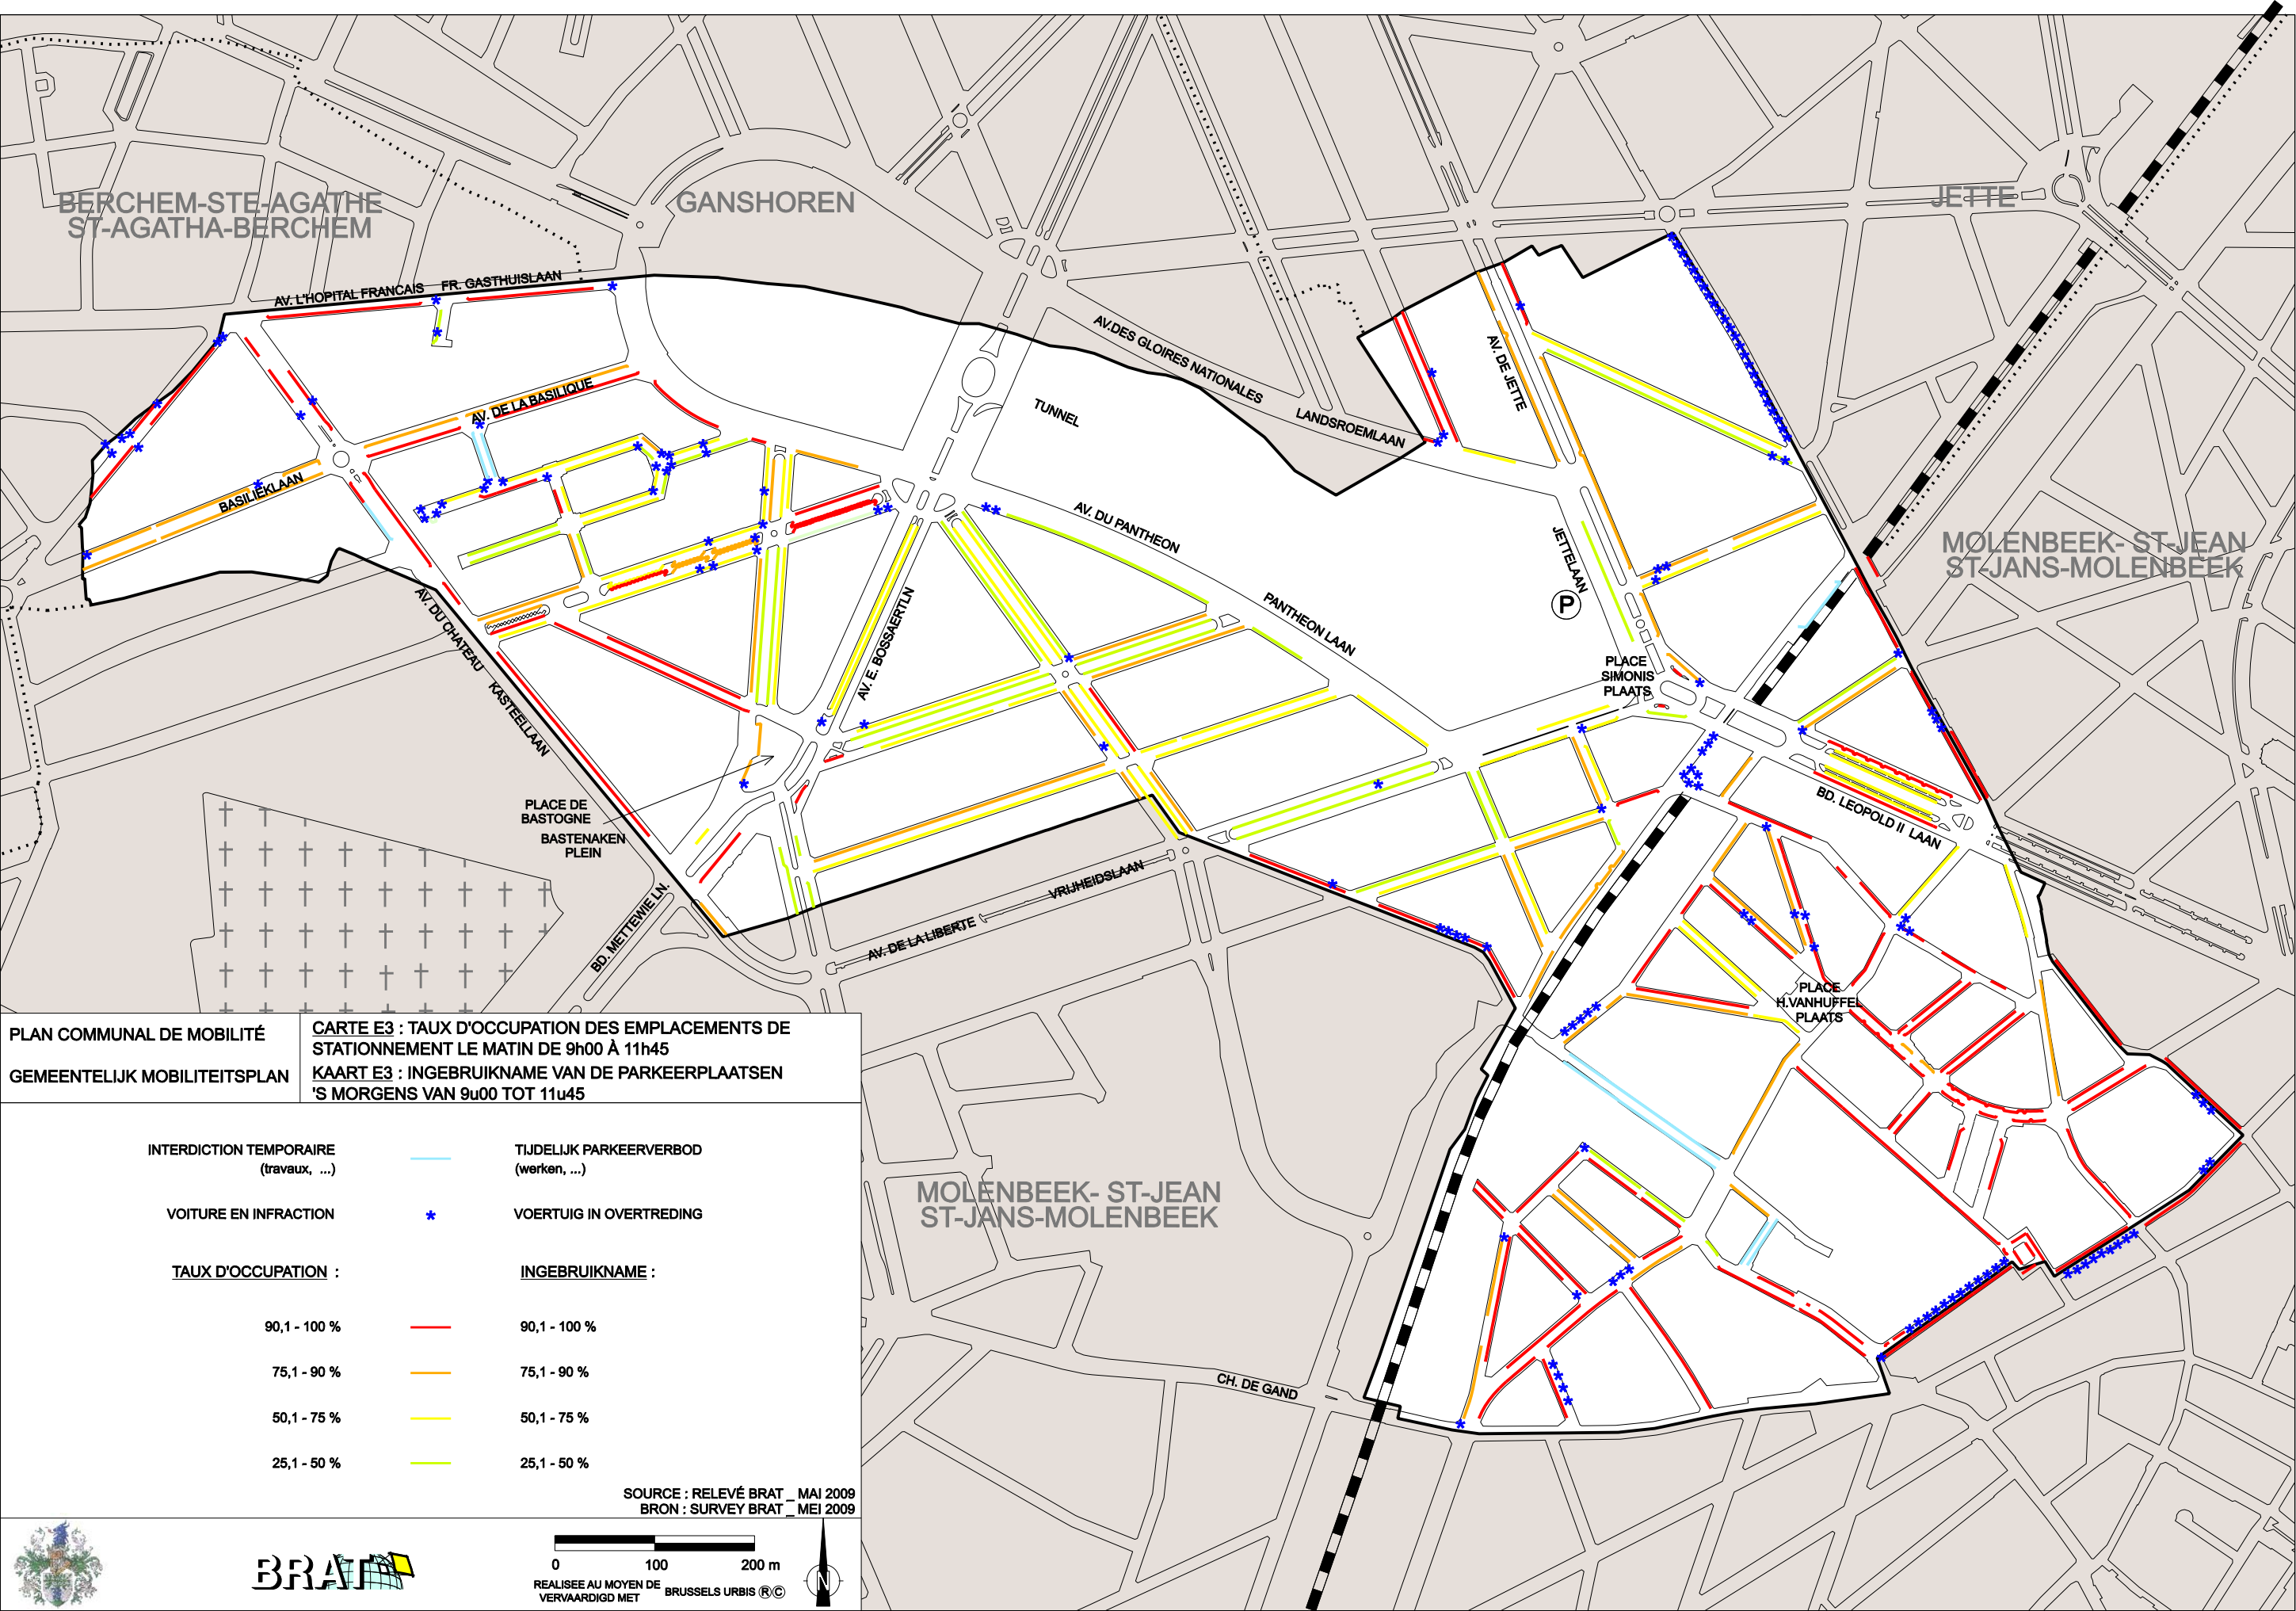 BERCHEM-STE-AGATHE
ST-AGATHA-BERCHEM
GANSHOREN
JETTE
AV. L'HOPITAL FRANCAIS FR. GASTHUISLAAN
AV.DES GLOIRES NATIONALES
LANDSROEMLAAN
AV. DE JETTE
TUNNEL
AV. DE LA BASILIQUE
BASILIEKLAAN
AV. DU PANTHEON
PANTHEON LAAN
JETTELAAN
P
MOLENBEEK- ST-JEAN
ST-JANS-MOLENBEEK
AV. DU CHATEAU
KASTEELLAAN
AV. E. BOSSAERTLN
PLACE
SIMONIS
PLAATS
PLACE DE
BASTOGNE
BASTENAKEN
PLEIN
BD. LEOPOLD II LAAN
BD. METTEWIE LN.
AV. DE LA LIBERTE
VRIJHEIDSLAAN
PLACE
H.VANHUFFEL
PLAATS
MOLENBEEK- ST-JEAN
ST-JANS-MOLENBEEK
CH. DE GAND
PLAN COMMUNAL DE MOBILITÉ
GEMEENTELIJK MOBILITEITSPLAN
CARTE E3 : TAUX D'OCCUPATION DES EMPLACEMENTS DE
STATIONNEMENT LE MATIN DE 9h00 À 11h45
KAART E3 : INGEBRUIKNAME VAN DE PARKEERPLAATSEN
'S MORGENS VAN 9u00 TOT 11u45
INTERDICTION TEMPORAIRE
(travaux, ...)
TIJDELIJK PARKEERVERBOD
(werken, ...)
VOITURE EN INFRACTION
VOERTUIG IN OVERTREDING
TAUX D'OCCUPATION :
INGEBRUIKNAME :
90,1 - 100 %
90,1 - 100 %
75,1 - 90 %
75,1 - 90 %
50,1 - 75 %
50,1 - 75 %
25,1 - 50 %
25,1 - 50 %
SOURCE : RELEVÉ BRAT _ MAI 2009
BRON : SURVEY BRAT _ MEI 2009
BRAT
0 100 200 m
REALISEE AU MOYEN DE
VERVAARDIGD MET
BRUSSELS URBIS ®©
N